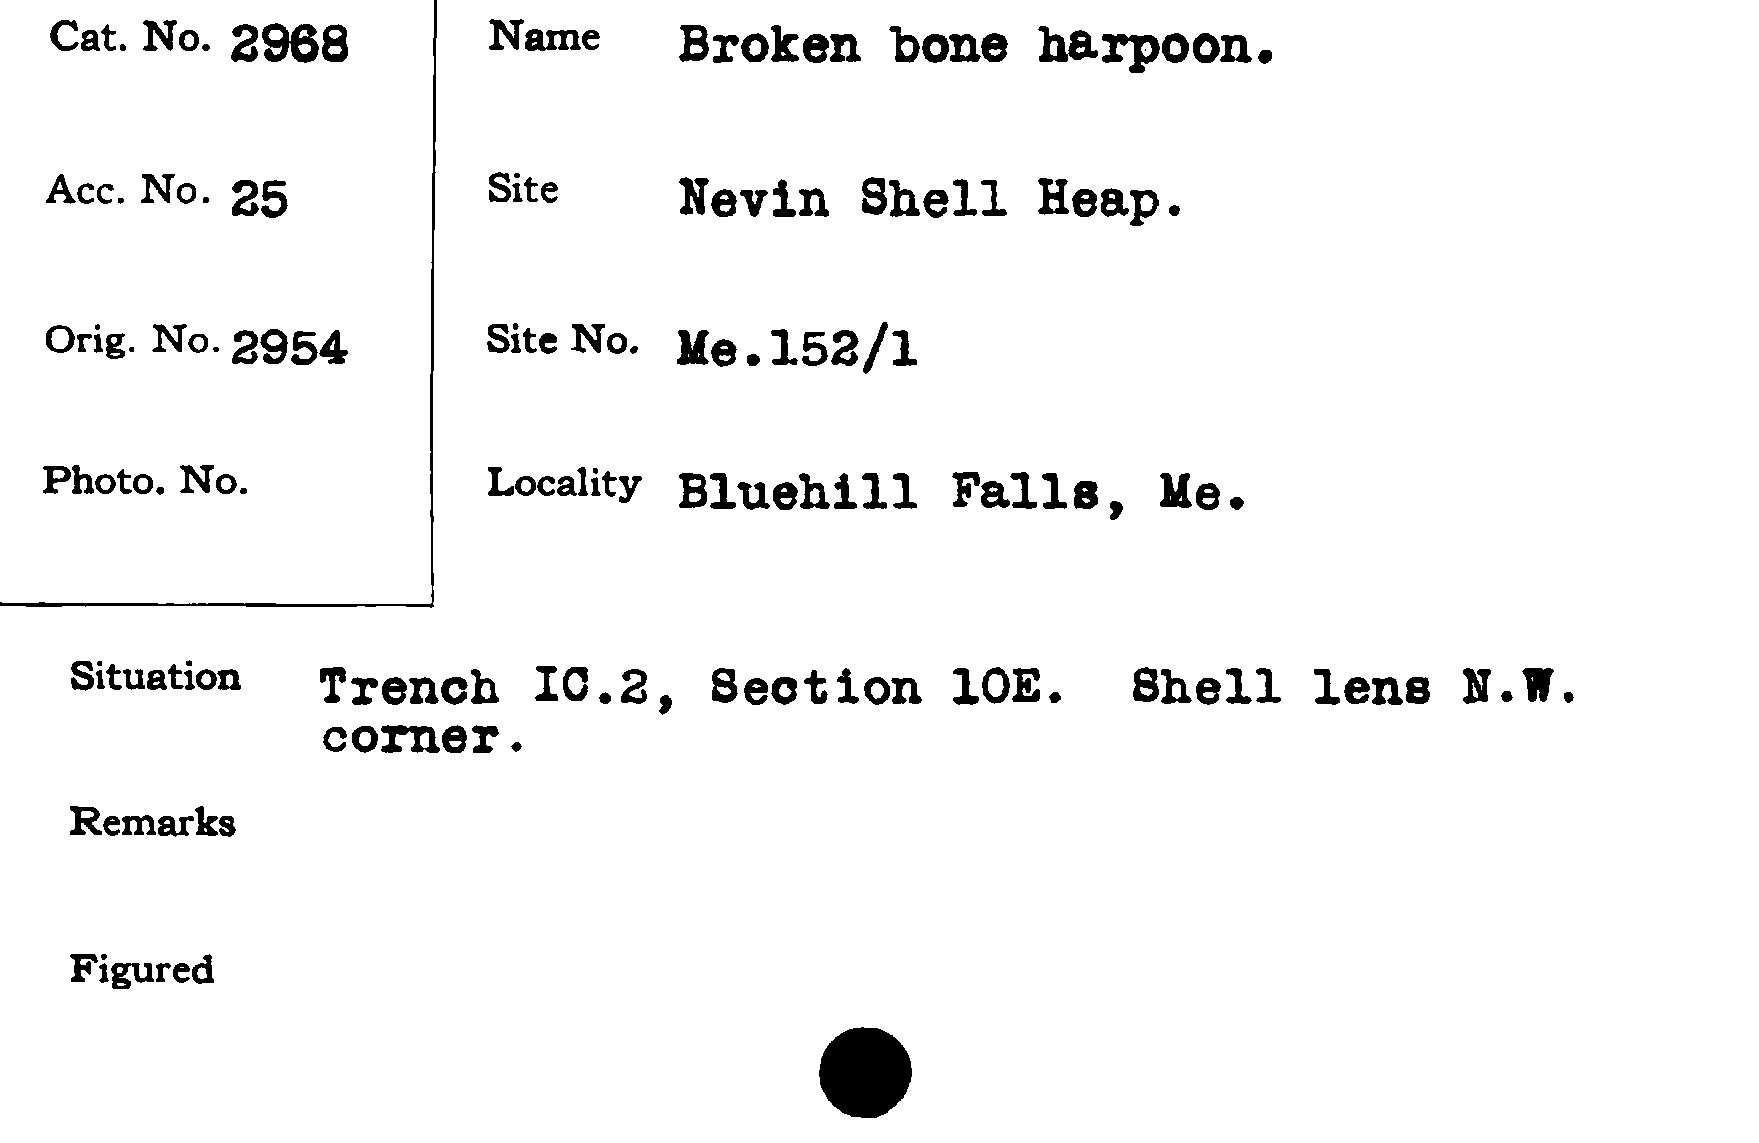 Cat. No. 2968
Name Broken bone harpoon.
Acc. No. 25
Site Nevin Shell Heap.
Orig. No. 2954
Site No. Me.152/1
Photo. No.
Locality Bluehill Falls, Me.
Situation Trench IC.2, Section 10E. Shell lens N.W.
corner.
Remarks
Figured